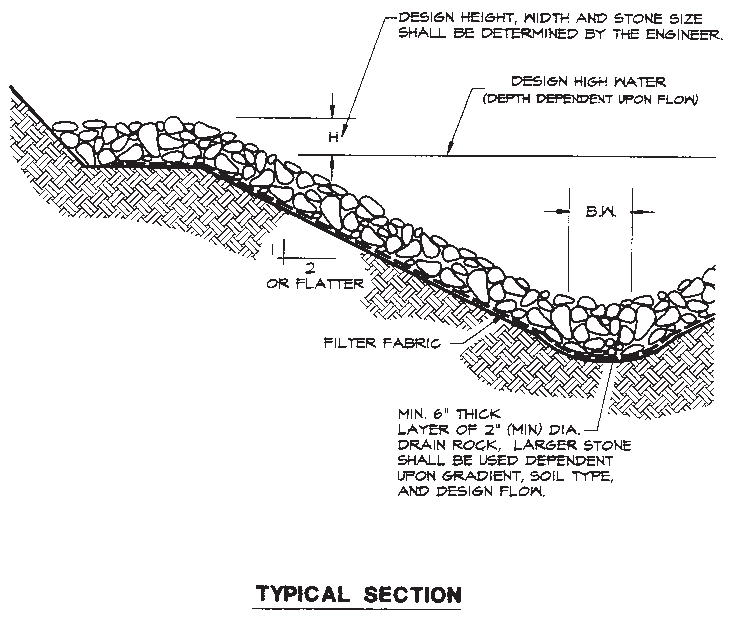 DESIGN HEIGHT, WIDTH AND STONE SIZE
SHALL BE DETERMINED BY THE ENGINEER.
DESIGN HIGH WATER
(DEPTH DEPENDENT UPON FLOW)
H
B.W.
1
2
OR FLATTER
FILTER FABRIC
MIN. 6" THICK
LAYER OF 2" (MIN) DIA.
DRAIN ROCK, LARGER STONE
SHALL BE USED DEPENDENT
UPON GRADIENT, SOIL TYPE,
AND DESIGN FLOW.
TYPICAL SECTION